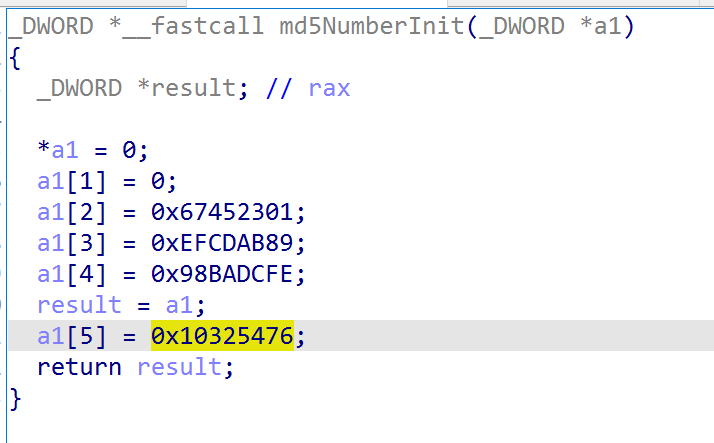 _DWORD *__fastcall md5NumberInit(_DWORD *a1)
{
  _DWORD *result; // rax

  *a1 = 0;
  a1[1] = 0;
  a1[2] = 0x67452301;
  a1[3] = 0xEFCDAB89;
  a1[4] = 0x98BADCFE;
  result = a1;
  a1[5] = 0x10325476;
  return result;
}